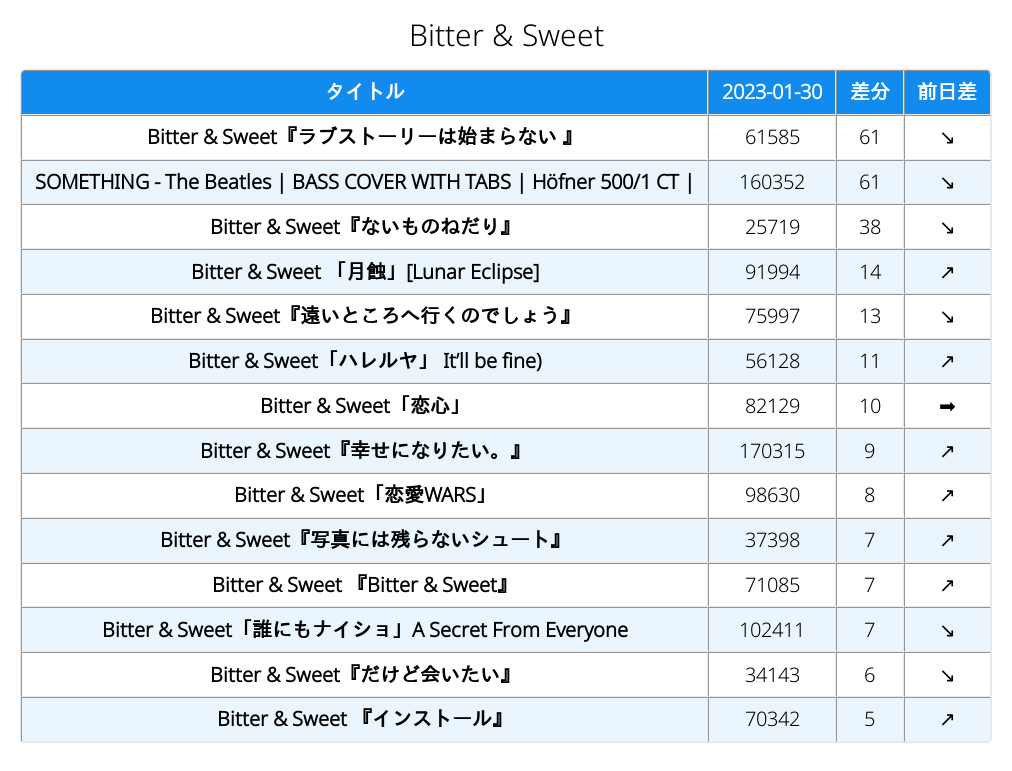 Bitter & Sweet
タイトル 2023-01-30 差分 前日差
Bitter & Sweet『ラブストーリーは始まらない 』 61585 61 ↘
SOMETHING - The Beatles | BASS COVER WITH TABS | Höfner 500/1 CT | 160352 61 ↘
Bitter & Sweet『ないものねだり』 25719 38 ↘
Bitter & Sweet 「月蝕」[Lunar Eclipse] 91994 14 ↗
Bitter & Sweet『遠いところへ行くのでしょう』 75997 13 ↘
Bitter & Sweet「ハレルヤ」 It’ll be fine) 56128 11 ↗
Bitter & Sweet「恋心」 82129 10 ➡
Bitter & Sweet『幸せになりたい。』 170315 9 ↗
Bitter & Sweet「恋愛WARS」 98630 8 ↗
Bitter & Sweet『写真には残らないシュート』 37398 7 ↗
Bitter & Sweet 『Bitter & Sweet』 71085 7 ↗
Bitter & Sweet「誰にもナイショ」A Secret From Everyone 102411 7 ↘
Bitter & Sweet『だけど会いたい』 34143 6 ↘
Bitter & Sweet 『インストール』 70342 5 ↗